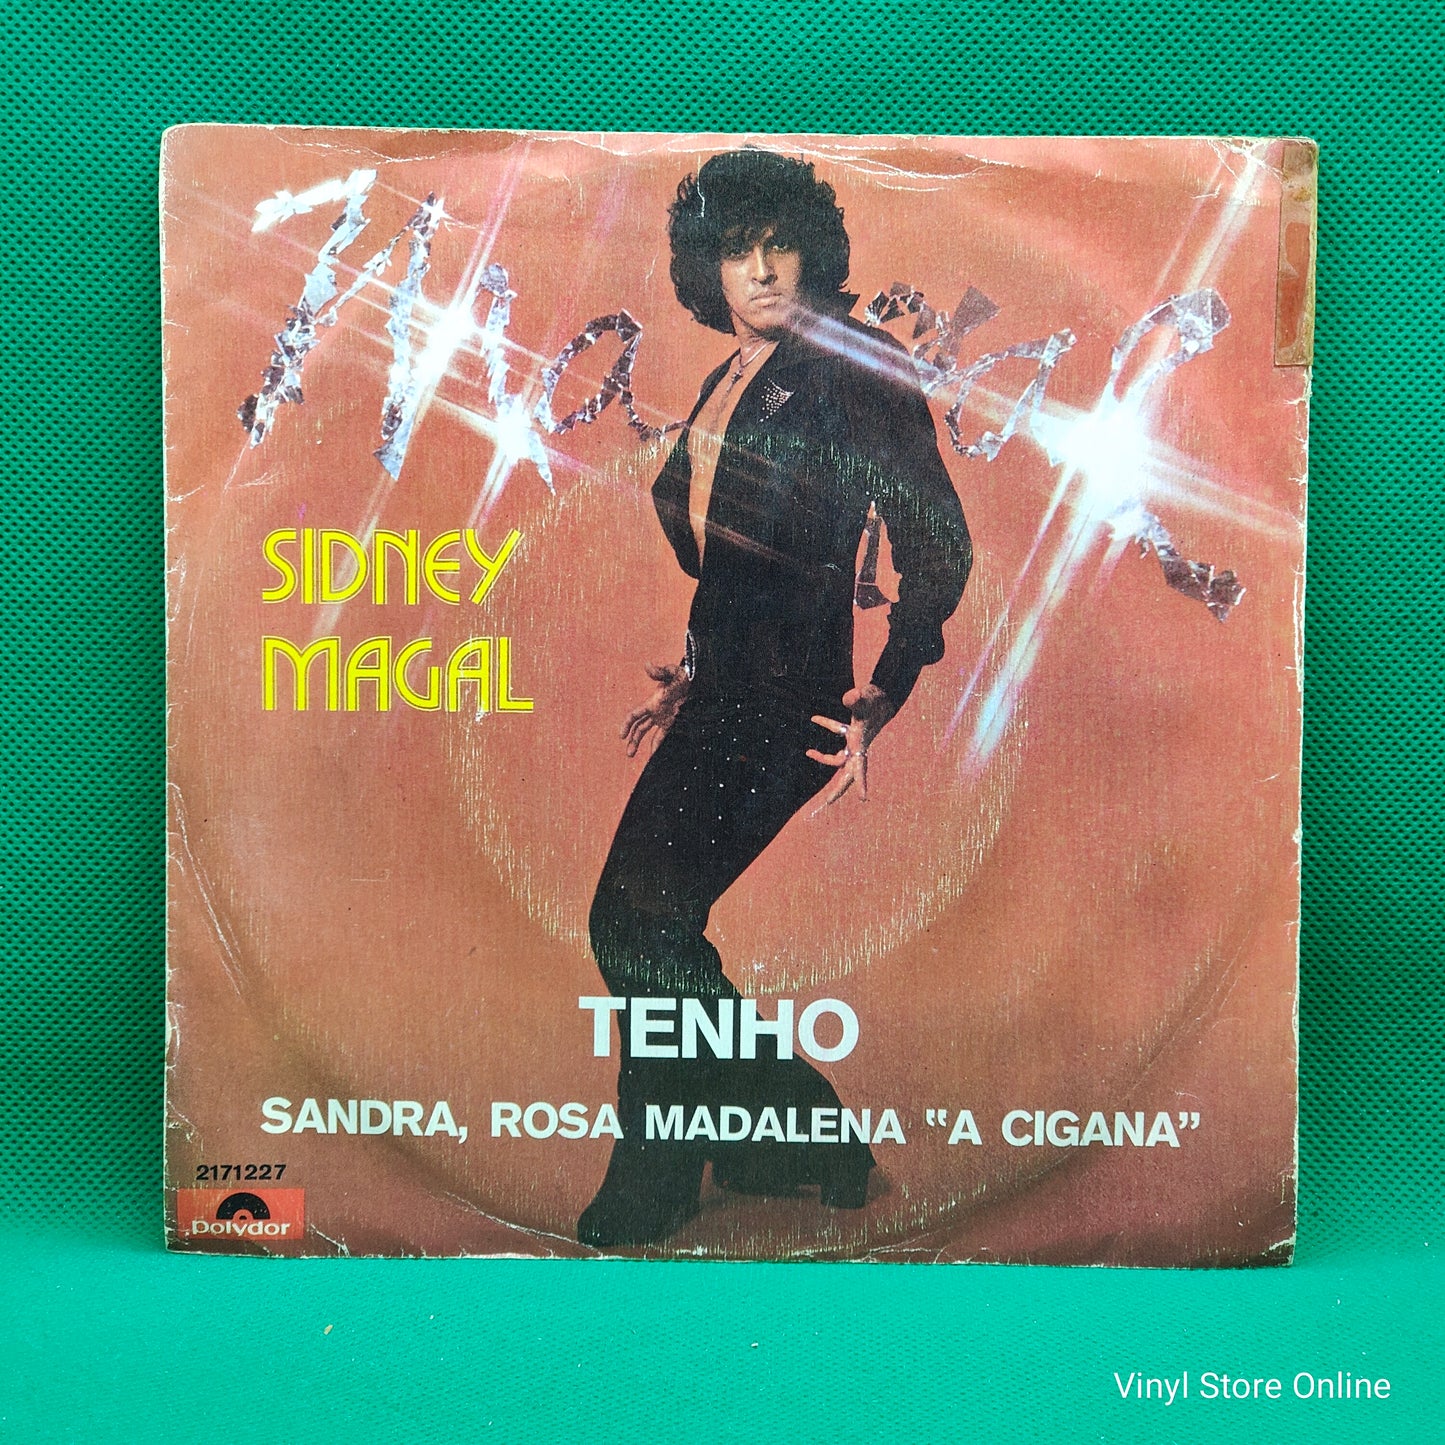 Magal
SIDNEY
MAGAL
TENHO
SANDRA, ROSA MADALENA “A CIGANA”
2171227
Polydor
Vinyl Store Online